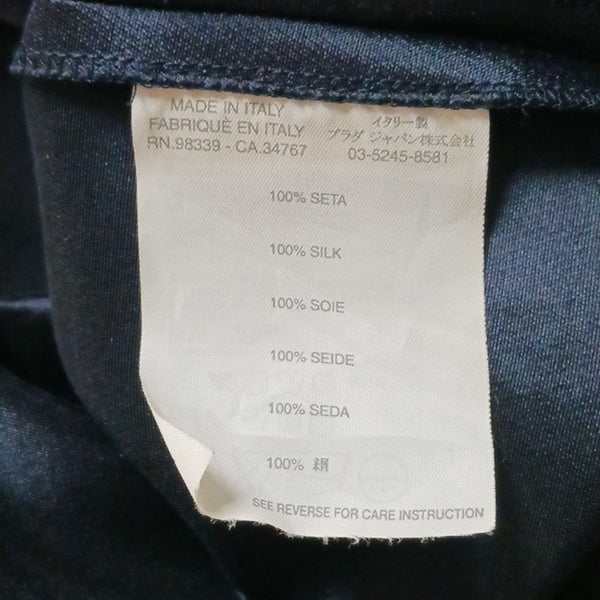 MADE IN ITALY
FABRIQUÈ EN ITALY
RN.98339 - CA.34767
イタリー製
プラダ ジャパン株式会社
03-5245-8581
100% SETA
100% SILK
100% SOIE
100% SEIDE
100% SEDA
100% 絹
SEE REVERSE FOR CARE INSTRUCTION